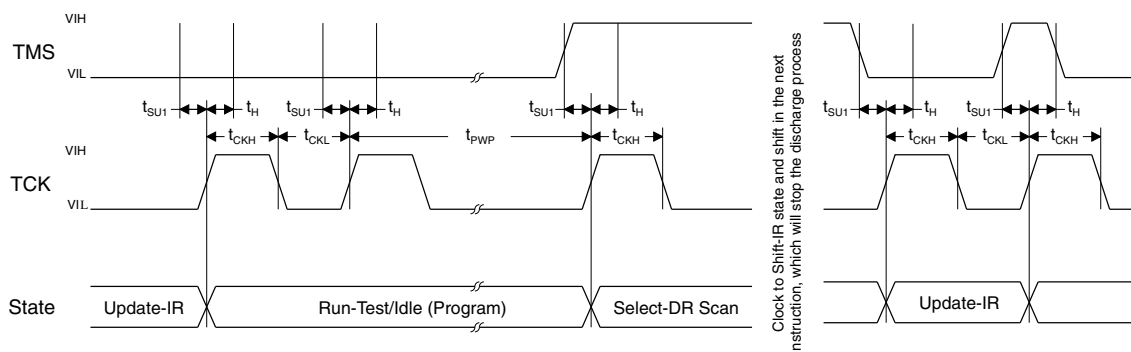 VIH
TMS
VIL
tSU1 tH tSU1 tH tSU1 tH tSU1 tH tSU1 tH
tCKH tCKL tPWP tCKH tCKH tCKL tCKH
VIH
TCK
VIL
State
Update-IR
Run-Test/Idle (Program)
Select-DR Scan
Clock to Shift-IR state and shift in the next
nstruction, which will stop the discharge process
Update-IR